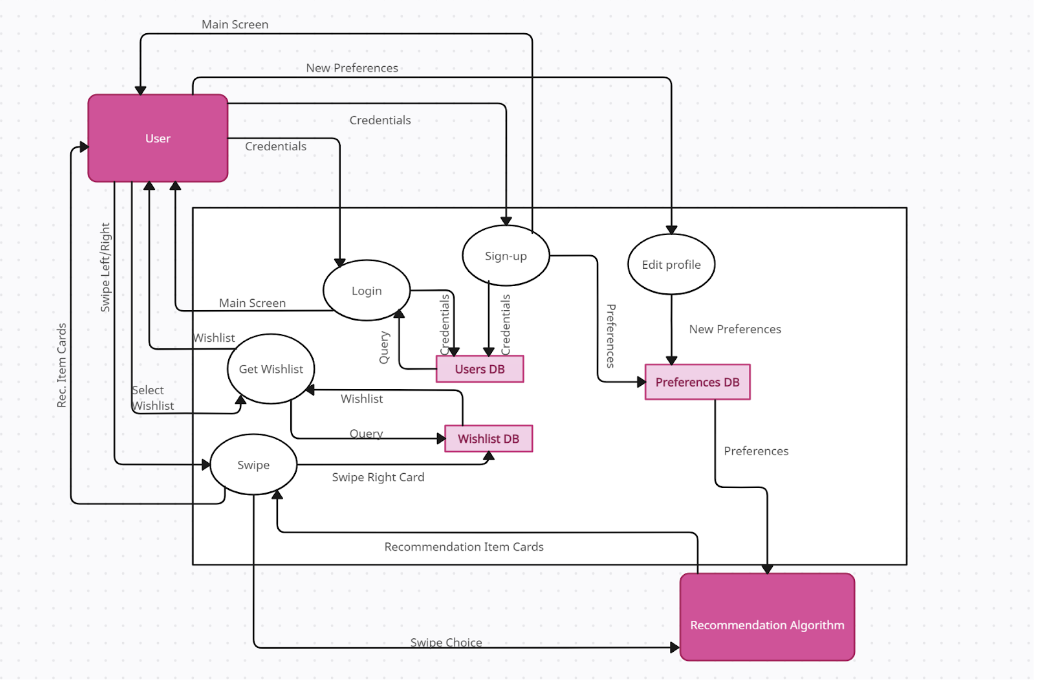 Main Screen
New Preferences
Credentials
User
Credentials
Swipe Left/Right
Sign-up
Edit profile
Login
Main Screen
Credentials
Credentials
Preferences
New Preferences
Wishlist
Query
Rec. Item Cards
Get Wishlist
Users DB
Preferences DB
Select
Wishlist
Wishlist
Query
Wishlist DB
Preferences
Swipe
Swipe Right Card
Recommendation Item Cards
Recommendation Algorithm
Swipe Choice